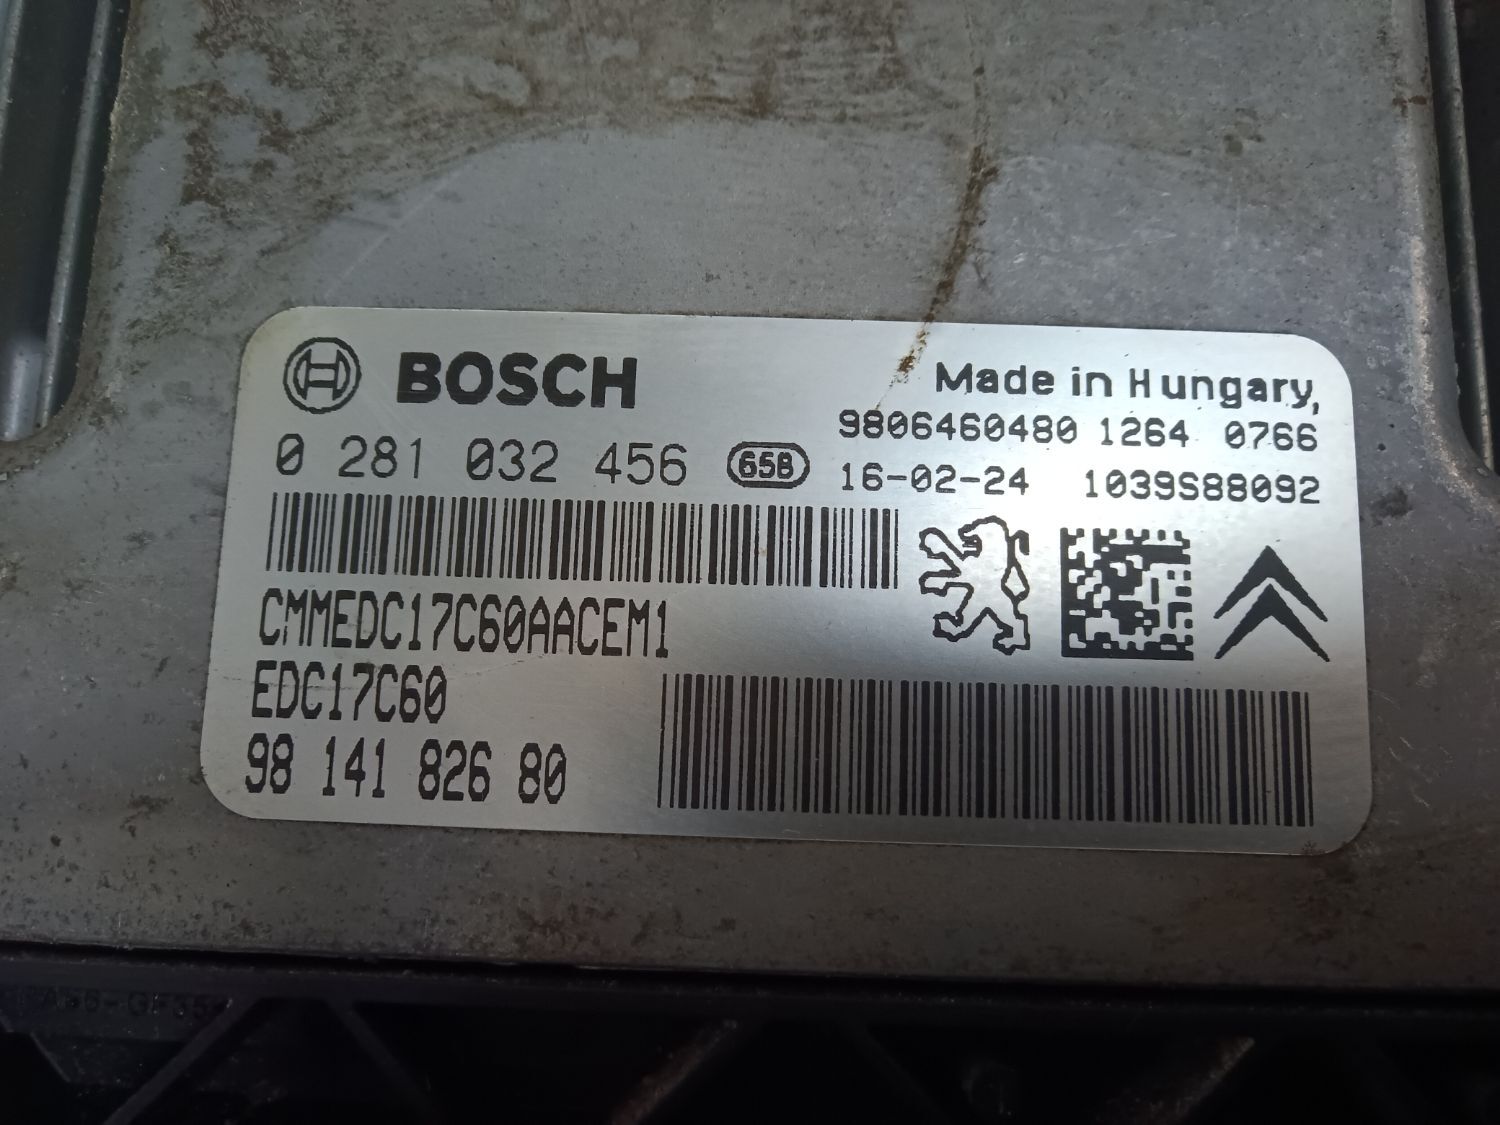 BOSCH
Made in Hungary,
9806460480 1264 0766
0 281 032 456 65B
16-02-24 1039S88092
CMMEDC17C60AACEM1
EDC17C60
98 141 826 80